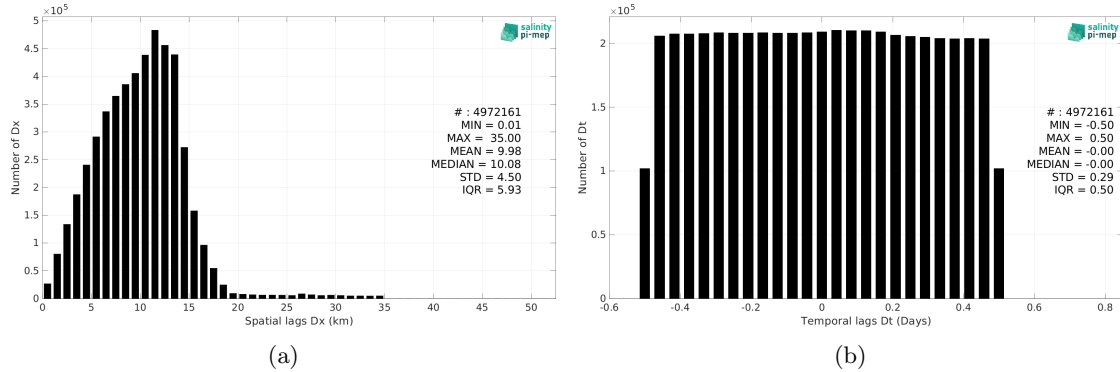 ×10⁵
5
4.5
4
3.5
3
2.5
2
1.5
1
0.5
0
Number of Dx
salinity
pi-mep
# : 4972161
MIN = 0.01
MAX = 35.00
MEAN = 9.98
MEDIAN = 10.08
STD = 4.50
IQR = 5.93
0 5 10 15 20 25 30 35 40 45 50
Spatial lags Dx (km)
(a)
×10⁵
2
1.5
1
0.5
0
Number of Dt
salinity
pi-mep
# : 4972161
MIN = -0.50
MAX = 0.50
MEAN = -0.00
MEDIAN = -0.00
STD = 0.29
IQR = 0.50
-0.6 -0.4 -0.2 0 0.2 0.4 0.6 0.8
Temporal lags Dt (Days)
(b)